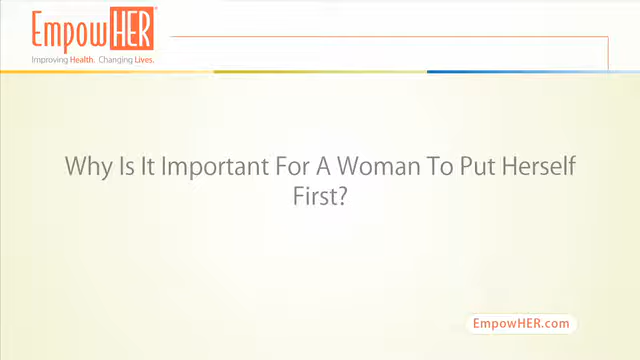 EmpowHER®
Improving Health. Changing Lives.
Why Is It Important For A Woman To Put Herself
First?
EmpowHER.com